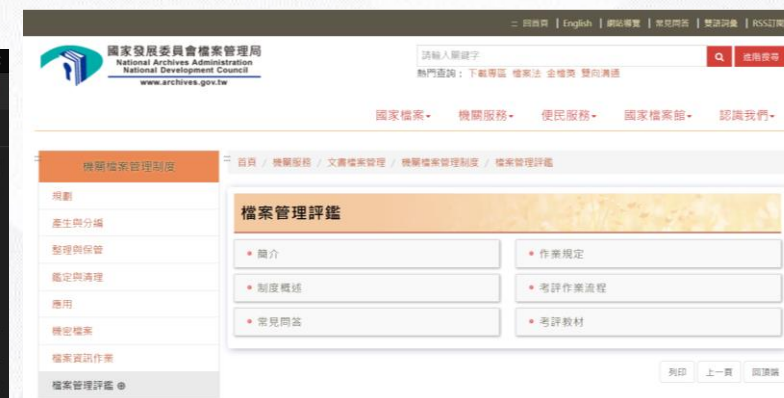 ::: 回首頁 | English | 網站導覽 | 常見問答 | 雙語詞彙 | RSS訂閱
國家發展委員會檔案管理局
National Archives Administration
National Development Council
www.archives.gov.tw
請輸入關鍵字
進階搜尋
熱門查詢： 下載專區 檔案法 金檔獎 雙向溝通
國家檔案 機關服務 便民服務 國家檔案館 認識我們
機關檔案管理制度
::: 首頁 / 機關服務 / 文書檔案管理 / 機關檔案管理制度 / 檔案管理評鑑
規劃
產生與分編
整理與保管
鑑定與清理
應用
機密檔案
檔案資訊作業
檔案管理評鑑
檔案管理評鑑
簡介
作業規定
制度概述
考評作業流程
常見問答
考評教材
列印 上一頁 回頂端